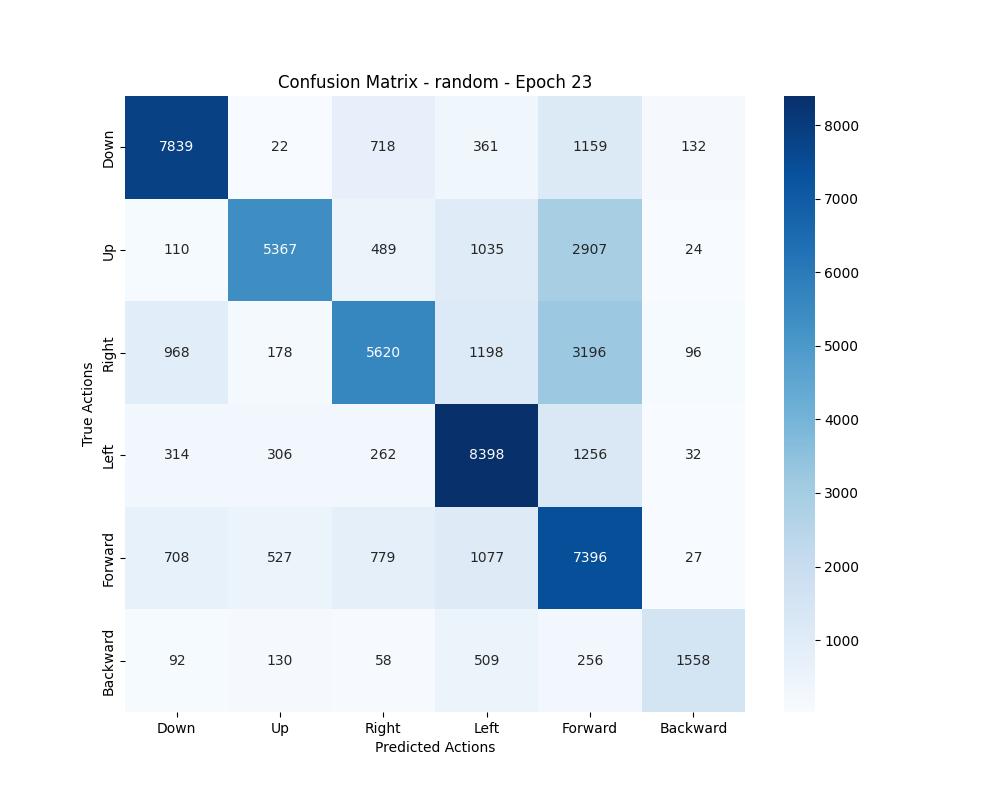 Confusion Matrix - random - Epoch 23
True Actions
Down 7839 22 718 361 1159 132
Up 110 5367 489 1035 2907 24
Right 968 178 5620 1198 3196 96
Left 314 306 262 8398 1256 32
Forward 708 527 779 1077 7396 27
Backward 92 130 58 509 256 1558
Down Up Right Left Forward Backward
Predicted Actions
8000
7000
6000
5000
4000
3000
2000
1000